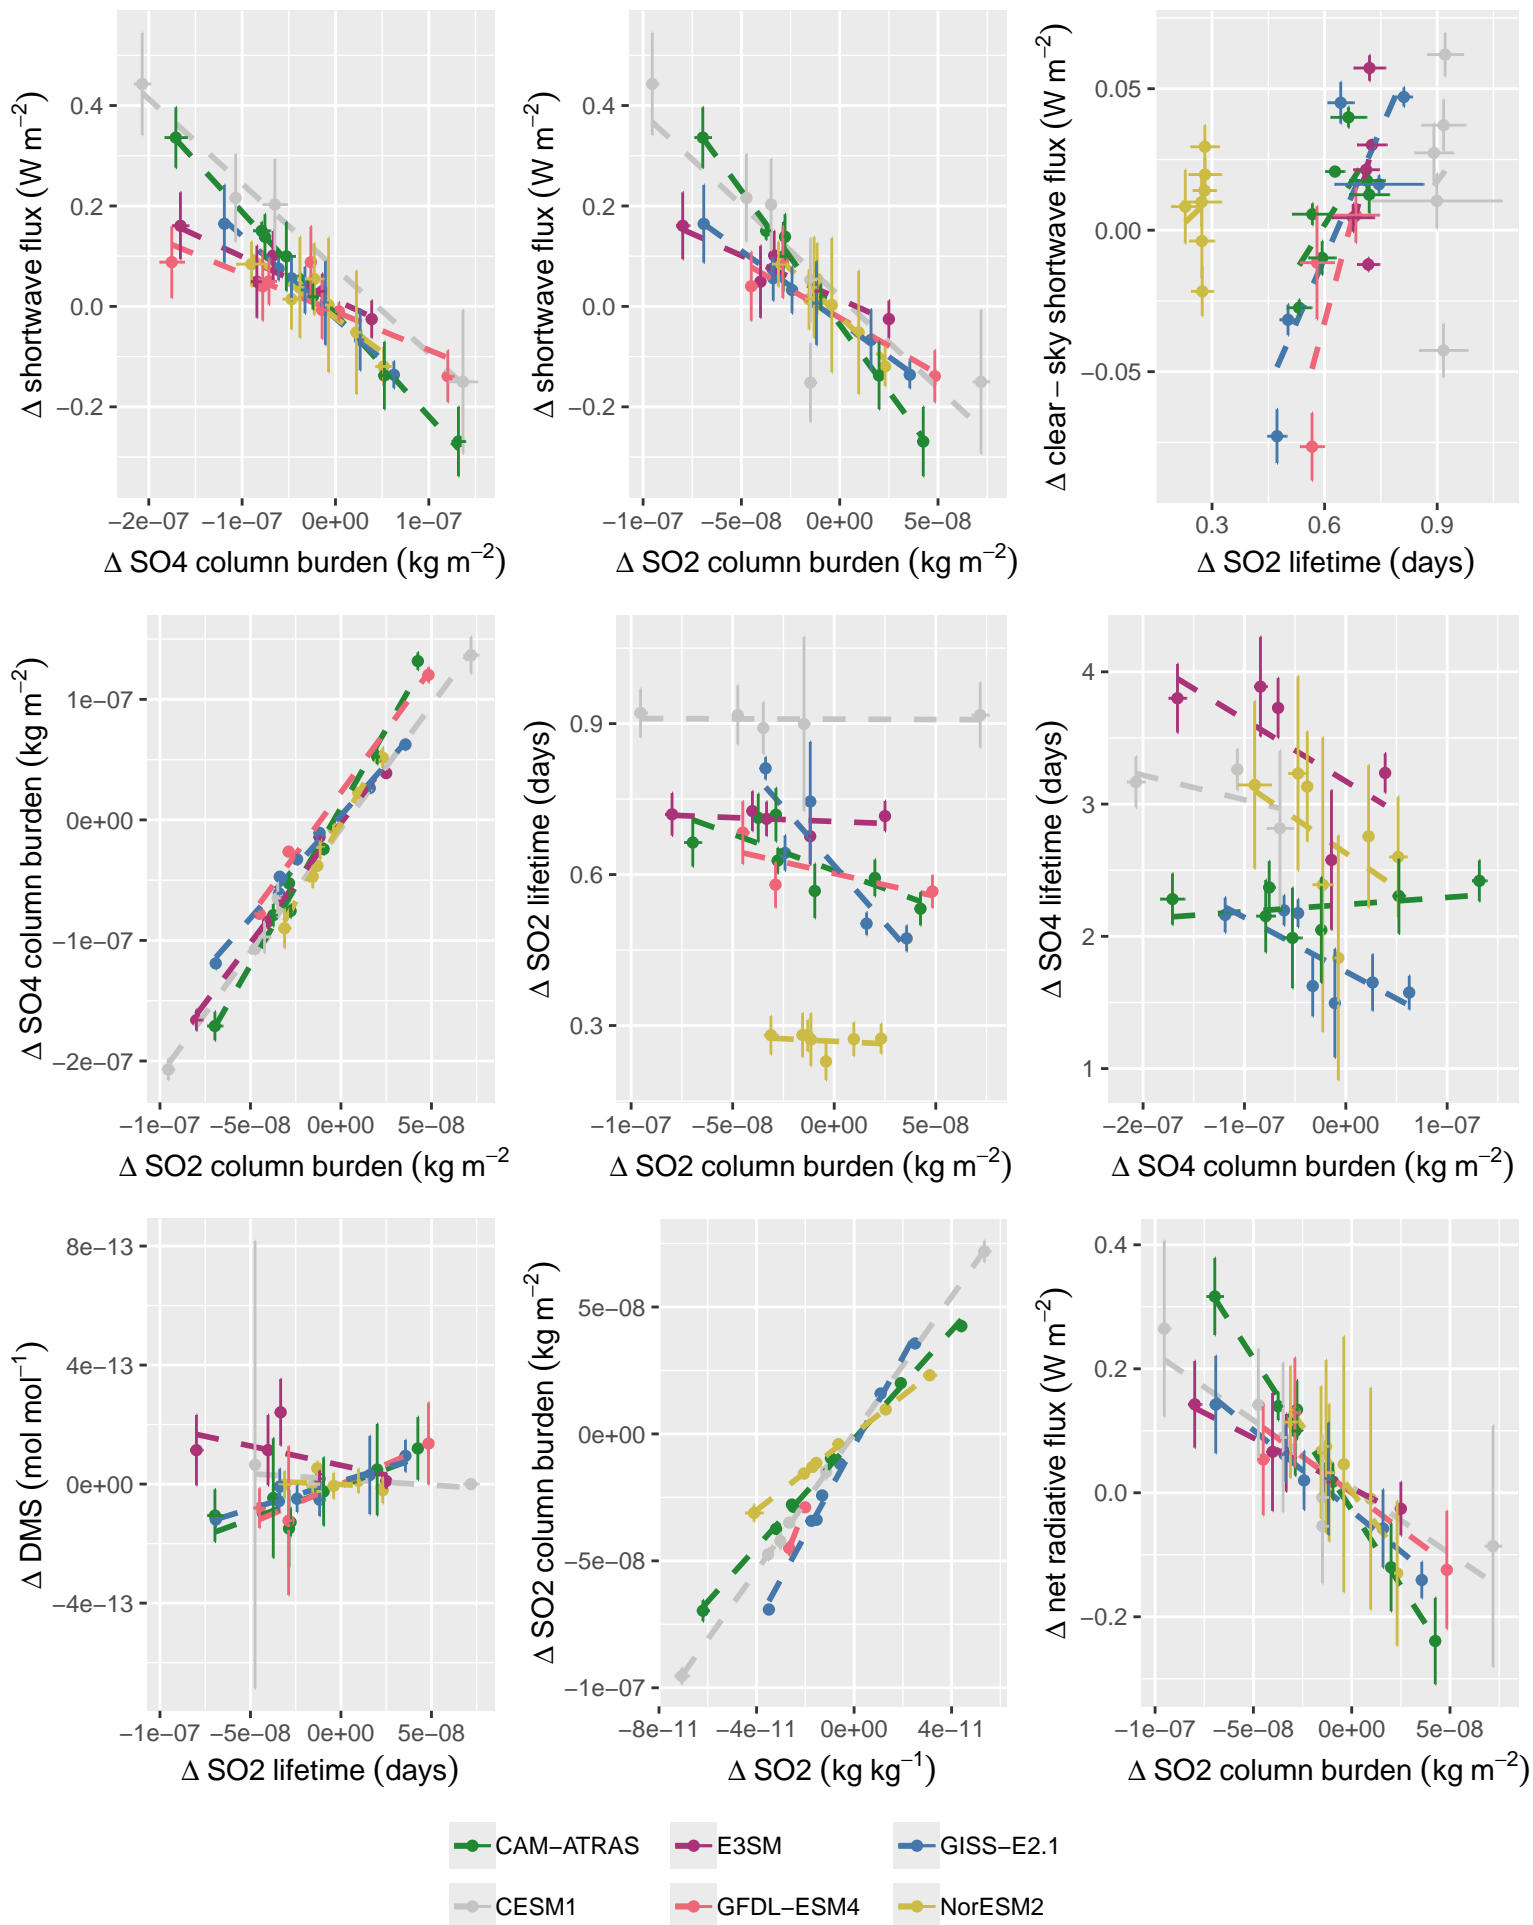 Δ shortwave flux (W m−2)
0.4
0.2
0.0
−0.2
−2e−07 −1e−07 0e+00 1e−07
Δ SO4 column burden (kg m−2)
Δ shortwave flux (W m−2)
0.4
0.2
0.0
−0.2
−1e−07 −5e−08 0e+00 5e−08
Δ SO2 column burden (kg m−2)
Δ clear − sky shortwave flux (W m−2)
0.05
0.00
−0.05
0.3 0.6 0.9
Δ SO2 lifetime (days)
Δ SO4 column burden (kg m−2)
1e−07
0e+00
−1e−07
−2e−07
−1e−07 −5e−08 0e+00 5e−08
Δ SO2 column burden (kg m−2
Δ SO2 lifetime (days)
0.9
0.6
0.3
−1e−07 −5e−08 0e+00 5e−08
Δ SO2 column burden (kg m−2)
Δ SO4 lifetime (days)
4
3
2
1
−2e−07 −1e−07 0e+00 1e−07
Δ SO4 column burden (kg m−2)
Δ DMS (mol mol−1)
8e−13
4e−13
0e+00
−4e−13
−1e−07 −5e−08 0e+00 5e−08
Δ SO2 lifetime (days)
Δ SO2 column burden (kg m−2)
5e−08
0e+00
−5e−08
−1e−07
−8e−11 −4e−11 0e+00 4e−11
Δ SO2 (kg kg−1)
Δ net radiative flux (W m−2)
0.4
0.2
0.0
−0.2
−1e−07 −5e−08 0e+00 5e−08
Δ SO2 column burden (kg m−2)
CAM−ATRAS E3SM GISS−E2.1
CESM1 GFDL−ESM4 NorESM2